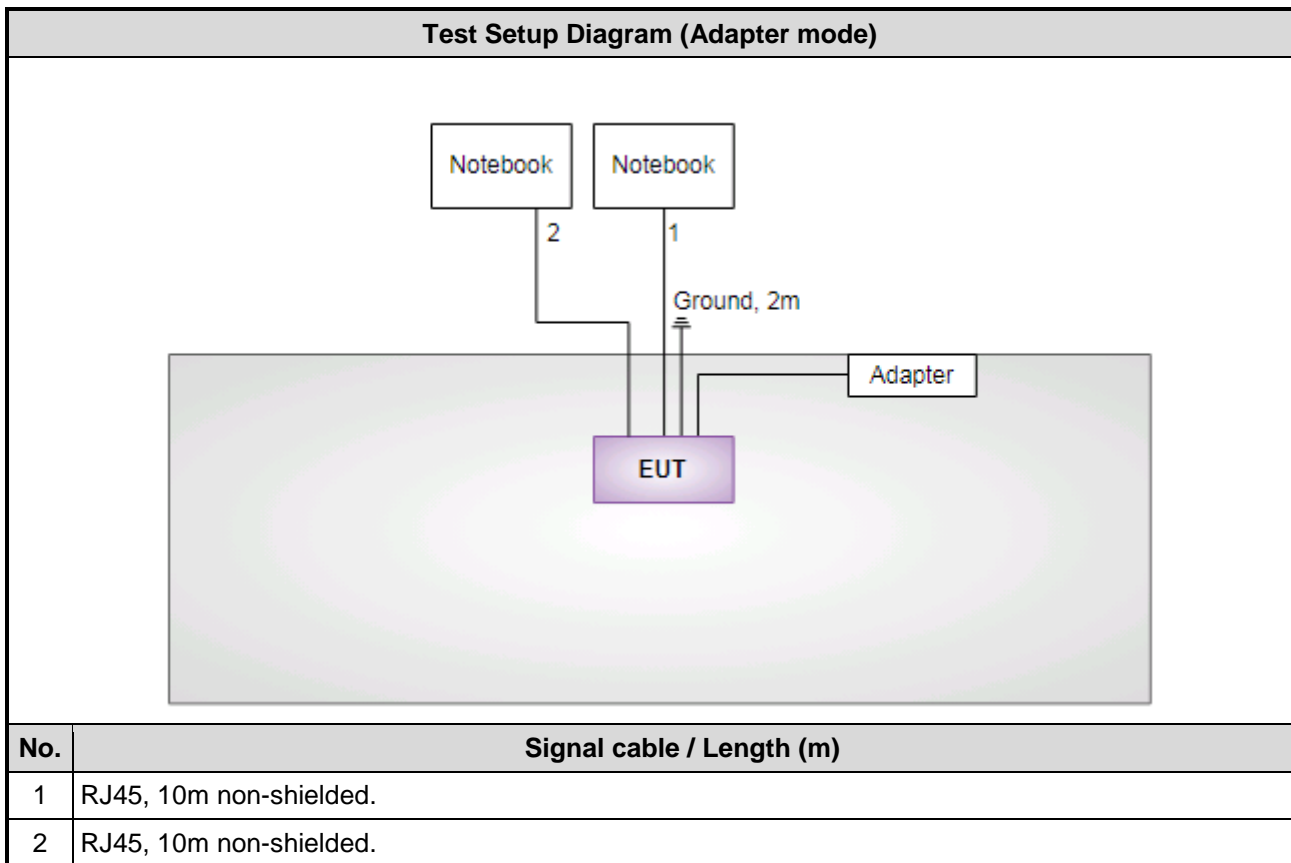 Test Setup Diagram (Adapter mode)
Notebook
Notebook
2
1
Ground, 2m
Adapter
EUT
No. Signal cable / Length (m)
1 RJ45, 10m non-shielded.
2 RJ45, 10m non-shielded.